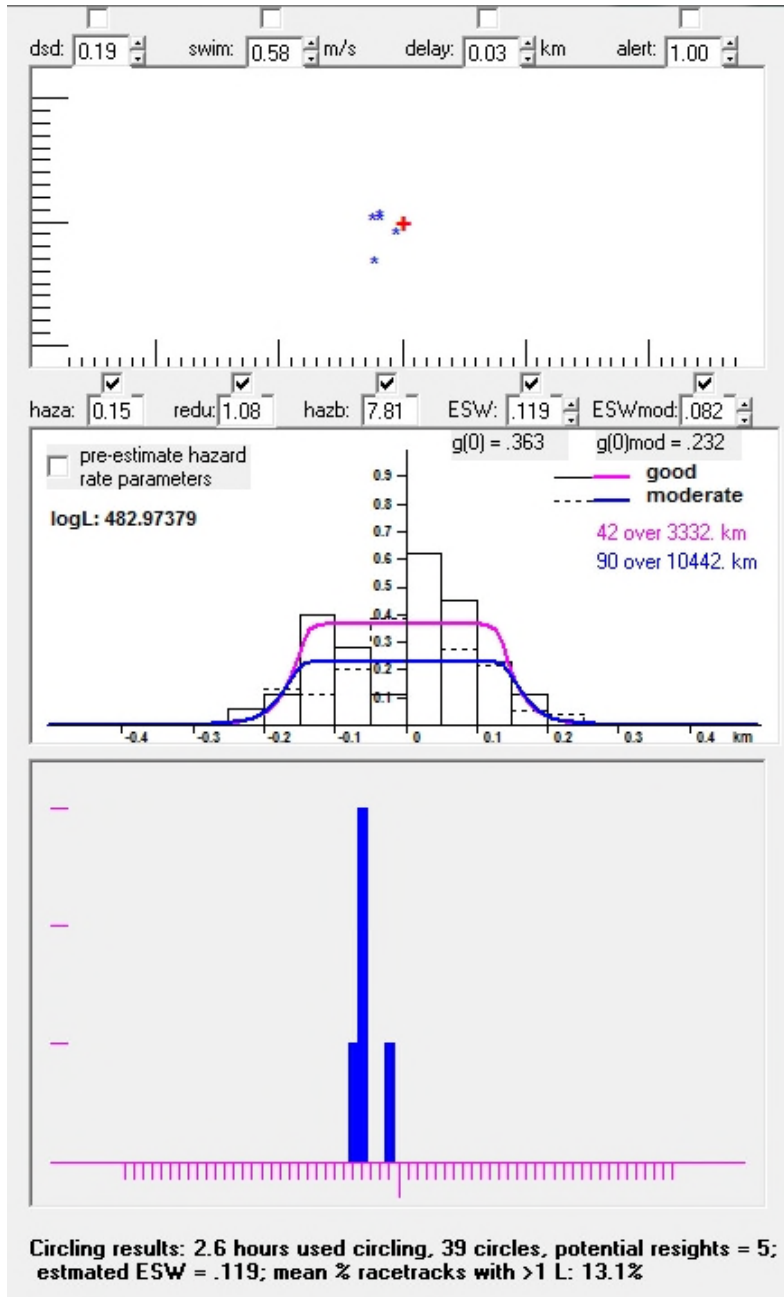 dsd: 0.19 swim: 0.58 m/s delay: 0.03 km alert: 1.00
haza: 0.15 redu: 1.08 hazb: 7.81 ESW: .119 ESWmod: .082
g(0) = .363 g(0)mod = .232
pre-estimate hazard
rate parameters
good
moderate
logL: 482.97379
42 over 3332. km
90 over 10442. km
0.9
0.8
0.7
0.6
0.5
0.4
0.3
0.2
0.1
-0.4 -0.3 -0.2 -0.1 0 0.1 0.2 0.3 0.4 km
Circling results: 2.6 hours used circling, 39 circles, potential resights = 5;
estmated ESW = .119; mean % racetracks with >1 L: 13.1%